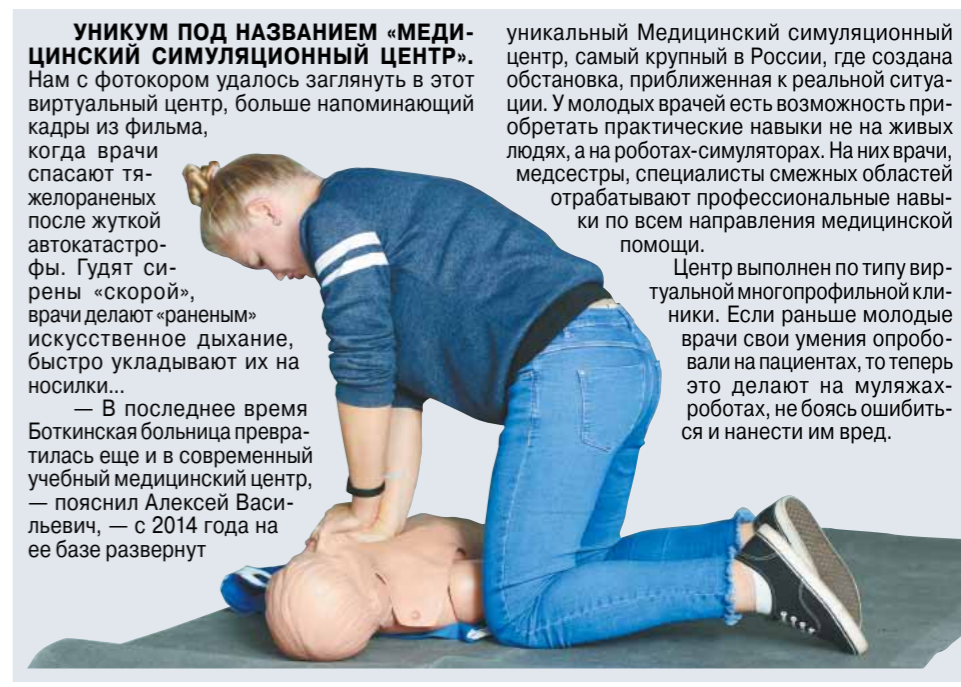 УНИКУМ ПОД НАЗВАНИЕМ «МЕДИ-
ЦИНСКИЙ СИМУЛЯЦИОННЫЙ ЦЕНТР».
Нам с фотокором удалось заглянуть в этот
виртуальный центр, больше напоминающий
кадры из фильма,
когда врачи
спасают тя-
желораненых
после жуткой
автокатастро-
фы. Гудят си-
рены «скорой»,
врачи делают «раненым»
искусственное дыхание,
быстро укладывают их на
носилки...
— В последнее время
Боткинская больница превра-
тилась еще и в современный
учебный медицинский центр,
— пояснил Алексей Васи-
льевич, — с 2014 года на
ее базе развернут
уникальный Медицинский симуляционный
центр, самый крупный в России, где создана
обстановка, приближенная к реальной ситуа-
ции. У молодых врачей есть возможность при-
обретать практические навыки не на живых
людях, а на роботах-симуляторах. На них врачи,
медсестры, специалисты смежных областей
отрабатывают профессиональные навы-
ки по всем направления медицинской
помощи.
Центр выполнен по типу вир-
туальной многопрофильной кли-
ники. Если раньше молодые
врачи свои умения опробо-
вали на пациентах, то теперь
это делают на муляжах-
роботах, не боясь ошибить-
ся и нанести им вред.